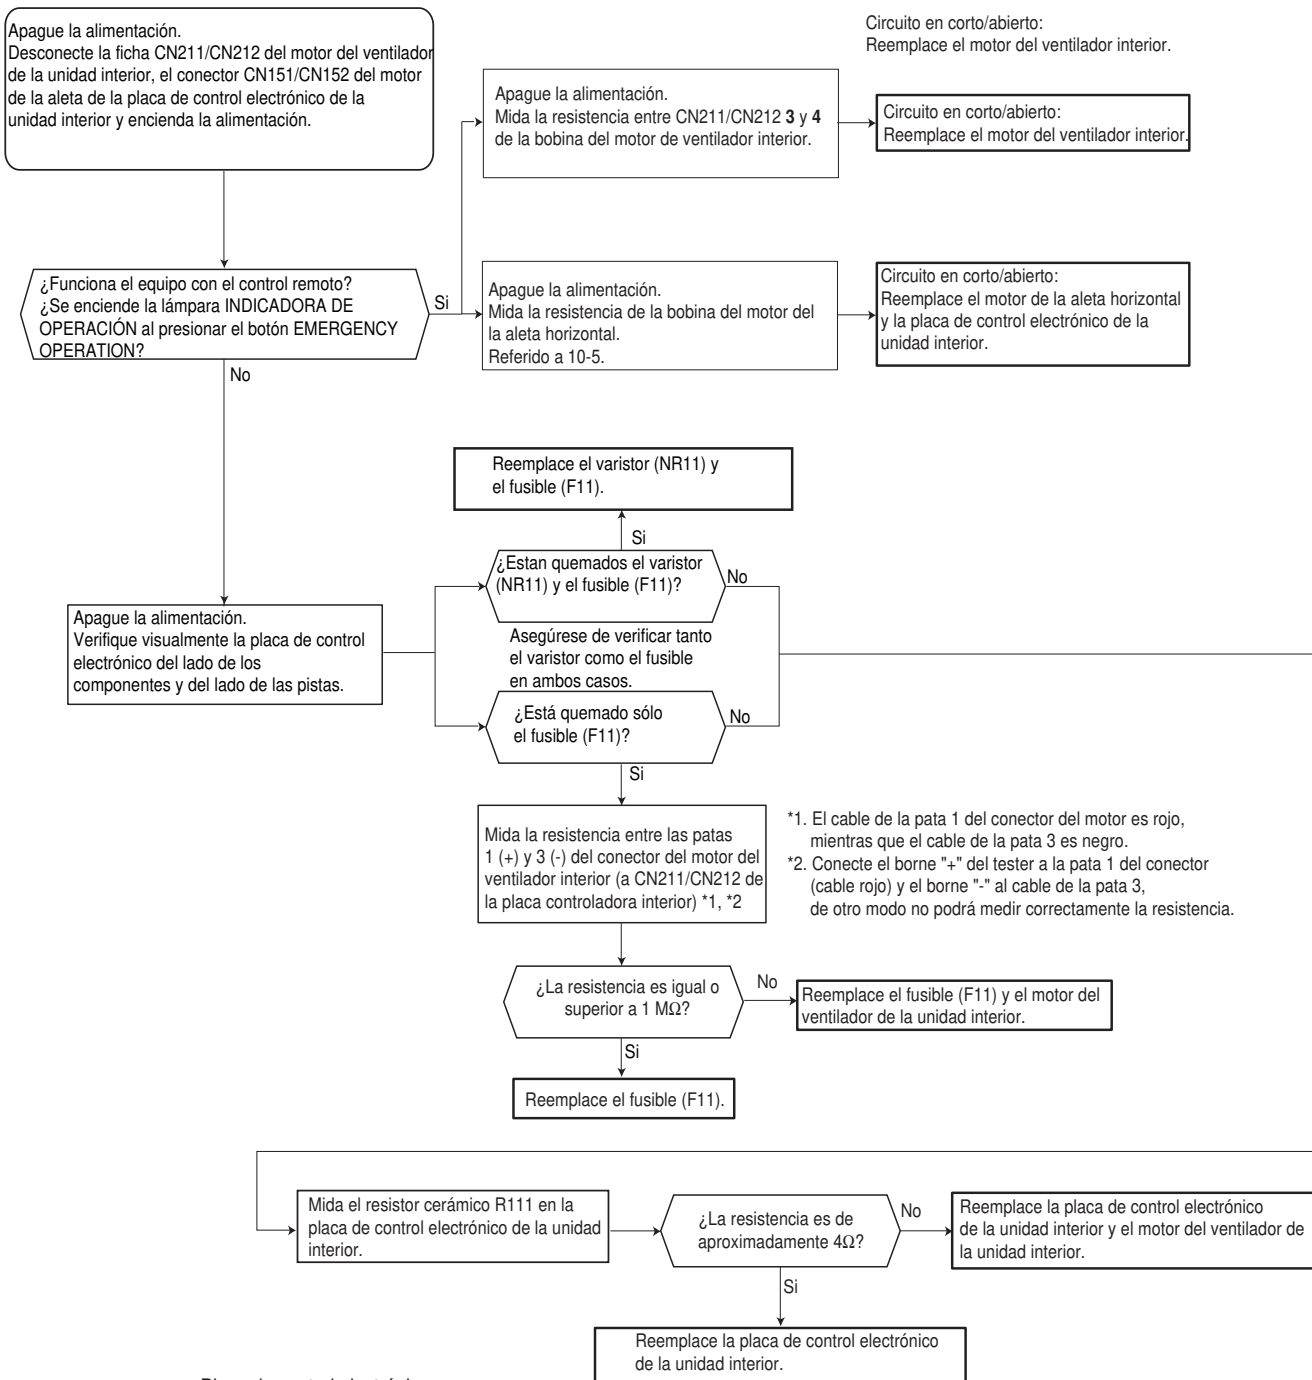 Apague la alimentación.
Desconecte la ficha CN211/CN212 del motor del ventilador
de la unidad interior, el conector CN151/CN152 del motor
de la aleta de la placa de control electrónico de la
unidad interior y encienda la alimentación.
Circuito en corto/abierto:
Reemplace el motor del ventilador interior.
Apague la alimentación.
Mida la resistencia entre CN211/CN212 3 y 4
de la bobina del motor de ventilador interior.
Circuito en corto/abierto:
Reemplace el motor del ventilador interior.
¿Funciona el equipo con el control remoto?
¿Se enciende la lámpara INDICADORA DE
OPERACIÓN al presionar el botón EMERGENCY
OPERATION?
Si
No
Apague la alimentación.
Mida la resistencia de la bobina del motor del
la aleta horizontal.
Referido a 10-5.
Circuito en corto/abierto:
Reemplace el motor de la aleta horizontal
y la placa de control electrónico de la
unidad interior.
Reemplace el varistor (NR11) y
el fusible (F11).
Si
¿Estan quemados el varistor
(NR11) y el fusible (F11)?
No
Apague la alimentación.
Verifique visualmente la placa de control
electrónico del lado de los
componentes y del lado de las pistas.
Asegúrese de verificar tanto
el varistor como el fusible
en ambos casos.
¿Está quemado sólo
el fusible (F11)?
No
Si
Mida la resistencia entre las patas
1 (+) y 3 (-) del conector del motor del
ventilador interior (a CN211/CN212 de
la placa controladora interior) *1, *2
*1. El cable de la pata 1 del conector del motor es rojo,
mientras que el cable de la pata 3 es negro.
*2. Conecte el borne "+" del tester a la pata 1 del conector
(cable rojo) y el borne "-" al cable de la pata 3,
de otro modo no podrá medir correctamente la resistencia.
¿La resistencia es igual o
superior a 1 MΩ?
No
Reemplace el fusible (F11) y el motor del
ventilador de la unidad interior.
Si
Reemplace el fusible (F11).
Mida el resistor cerámico R111 en la
placa de control electrónico de la unidad
interior.
¿La resistencia es de
aproximadamente 4Ω?
No
Reemplace la placa de control electrónico
de la unidad interior y el motor del ventilador de
la unidad interior.
Si
Reemplace la placa de control electrónico
de la unidad interior.